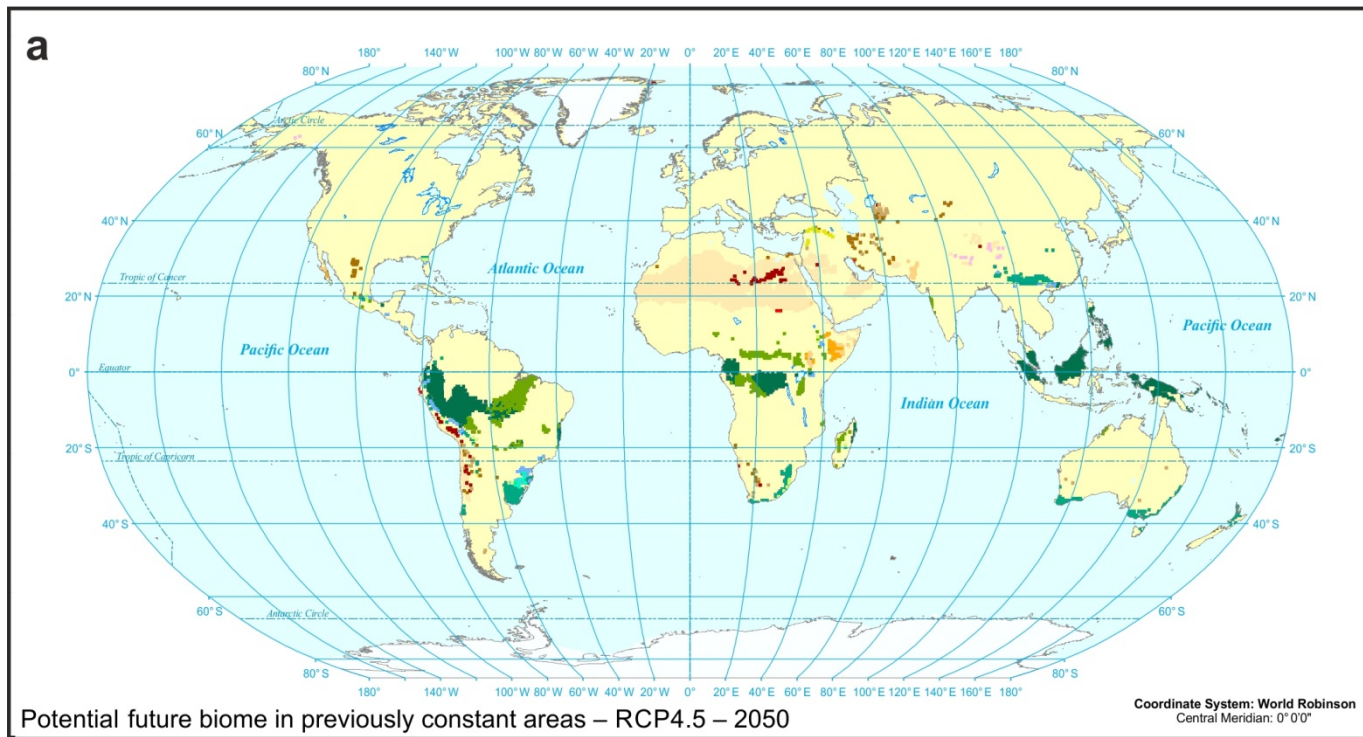 a
180° 140° W 100° W 80° W 60° W 40° W 20° W 0° 20° E 40° E 60° E 80° E 100° E 120° E 140° E 160° E 180°
80° N 80° N
Arctic Circle
60° N 60° N
40° N 40° N
Atlantic Ocean
Tropic of Cancer
20° N 20° N
Pacific Ocean Pacific Ocean
Equator
0° 0°
Indian Ocean
20° S 20° S
Tropic of Capricorn
40° S 40° S
60° S 60° S
Antarctic Circle
80° S 80° S
180° 140° W 100° W 80° W 60° W 40° W 20° W 0° 20° E 40° E 60° E 80° E 100° E 120° E 140° E 160° E 180°
Potential future biome in previously constant areas – RCP4.5 – 2050
Coordinate System: World Robinson
Central Meridian: 0°0'0"